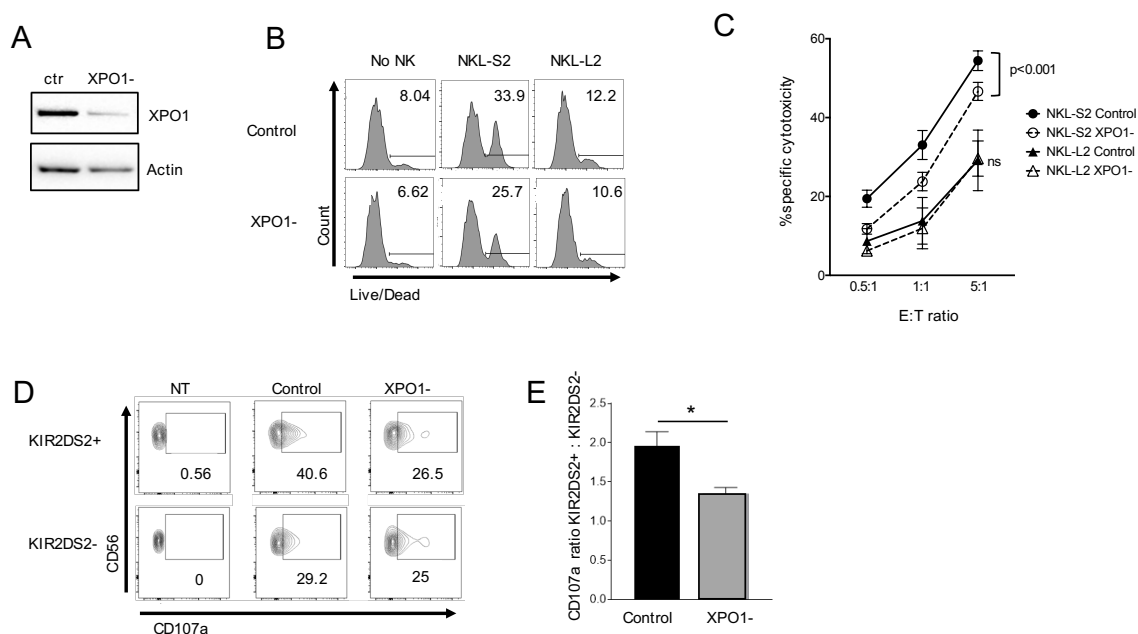 A
ctr XPO1-
XPO1
Actin
B
No NK NKL-S2 NKL-L2
Control
8.04 33.9 12.2
XPO1-
6.62 25.7 10.6
Count
Live/Dead
C
%specific cytotoxicity
60
40
20
0
0.5:1 1:1 5:1
E:T ratio
p<0.001
ns
NKL-S2 Control
NKL-S2 XPO1-
NKL-L2 Control
NKL-L2 XPO1-
D
NT Control XPO1-
KIR2DS2+
0.56 40.6 26.5
KIR2DS2-
0 29.2 25
CD56
CD107a
E
CD107a ratio KIR2DS2+ : KIR2DS2-
2.5
2.0
1.5
1.0
0.5
0.0
*
Control XPO1-